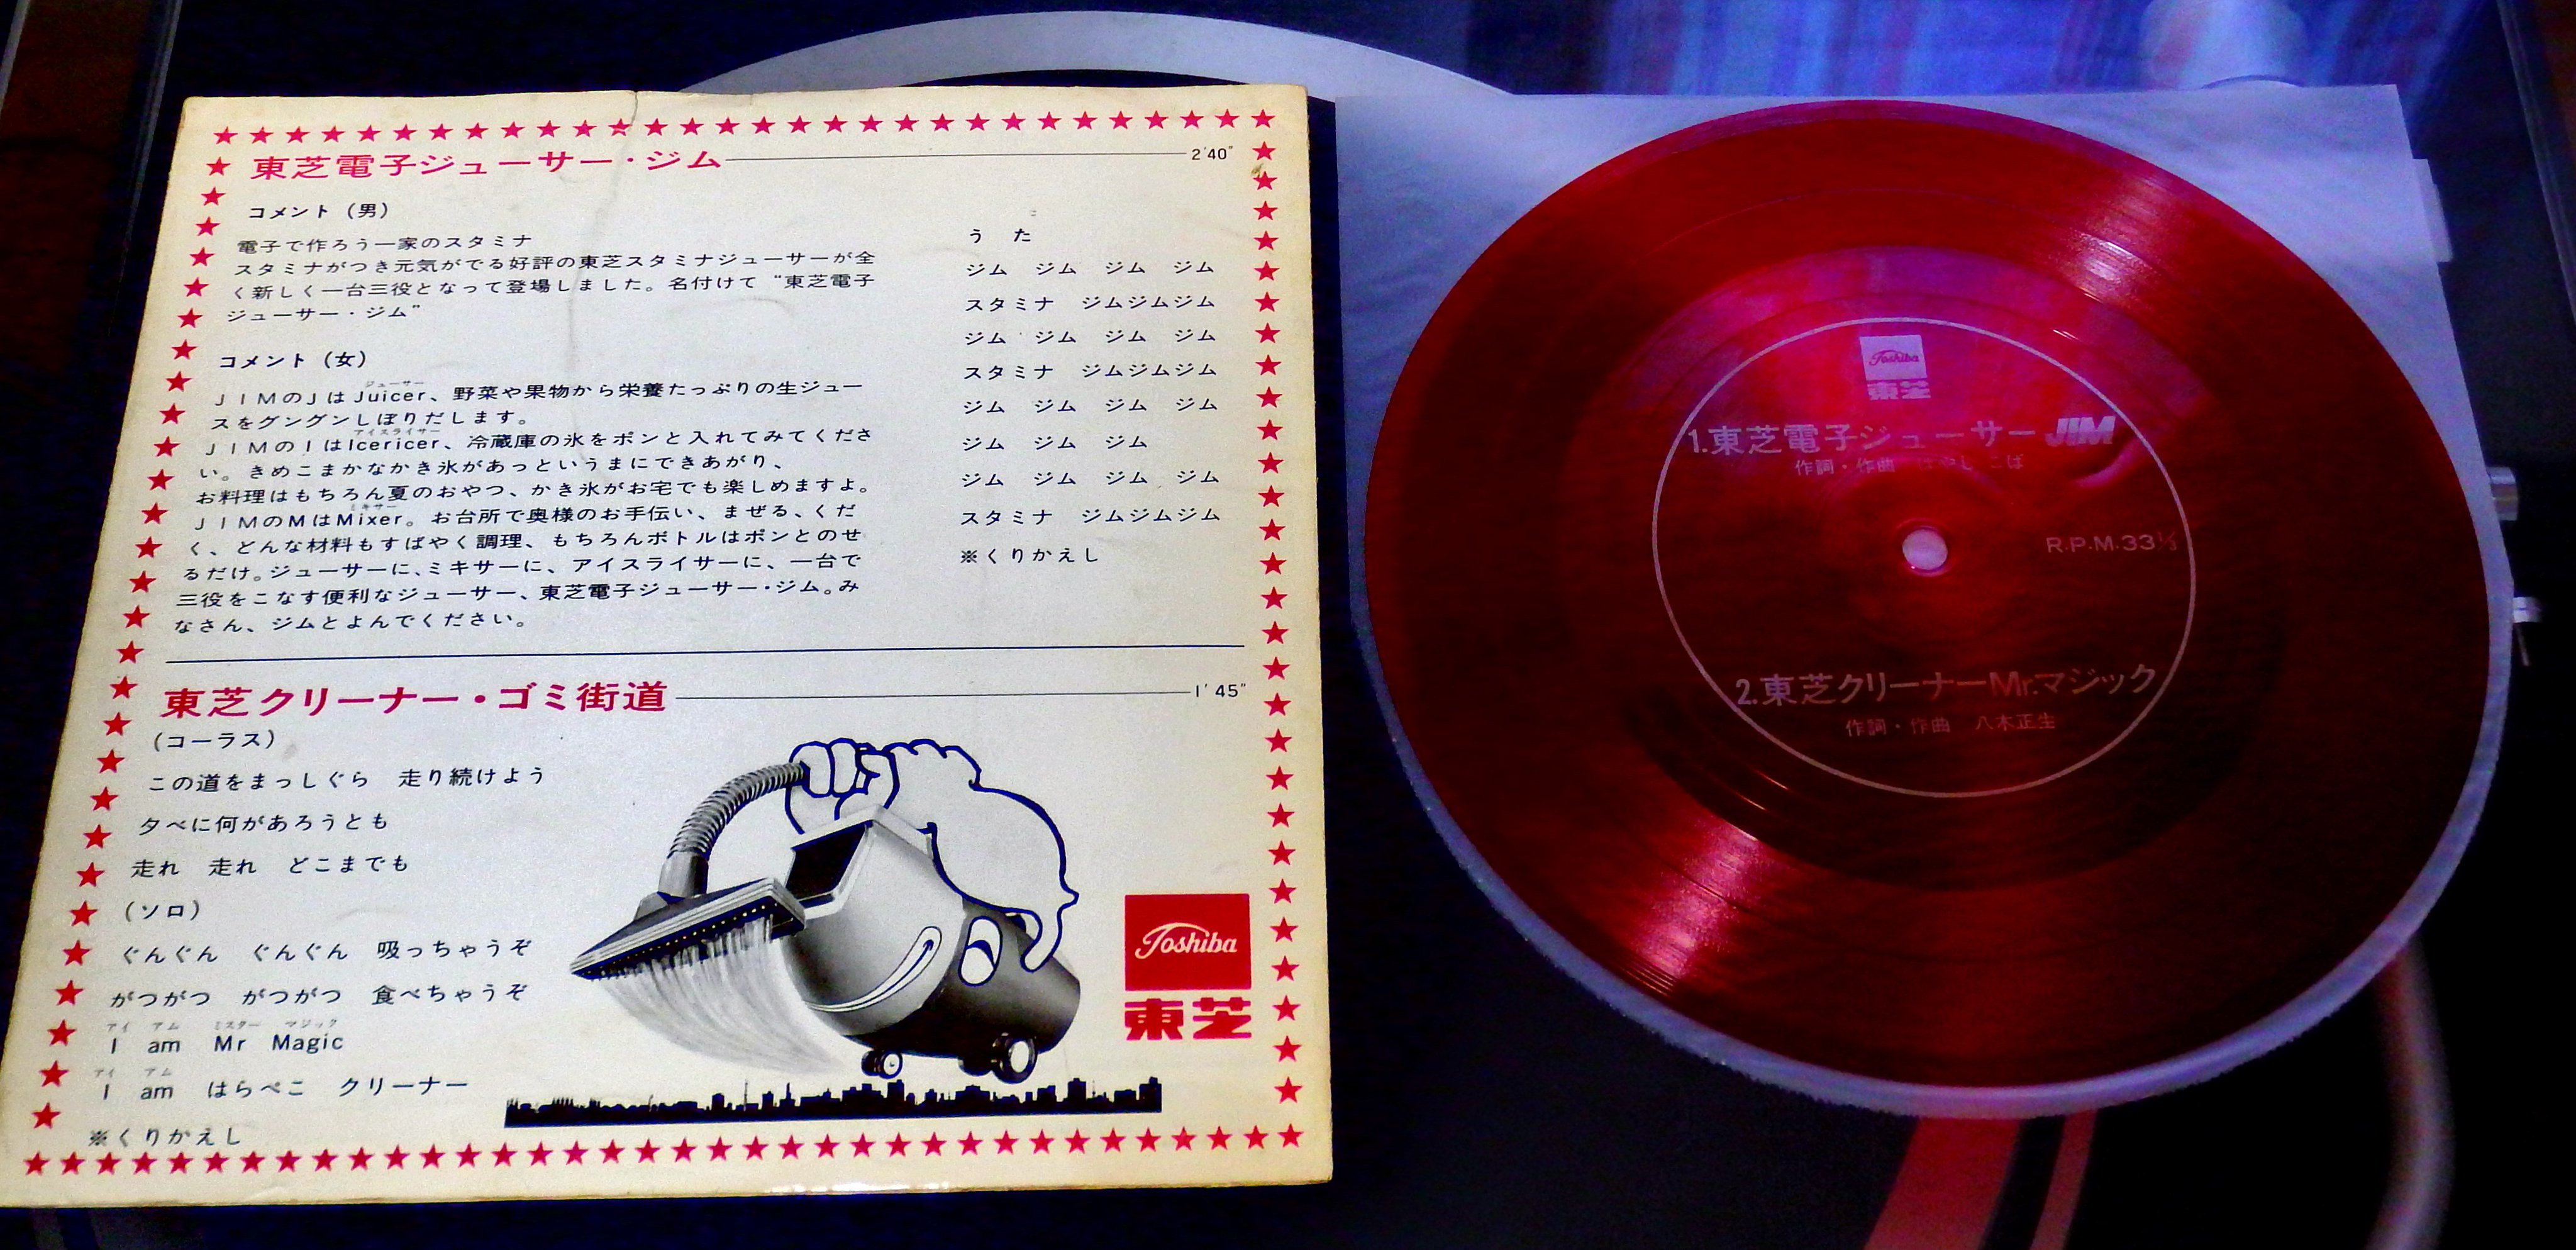 東芝電子ジューサー・ジム 2′40″
コメント（男）
電子で作ろう一家のスタミナ
スタミナがつき元気がでる好評の東芝スタミナジューサーが全
く新しく一台三役となって登場しました。名付けて“東芝電子
ジューサー・ジム”
コメント（女）
ジューサー
ＪＩＭのＪはJuicer、野菜や果物から栄養たっぷりの生ジュー
スをグングンしぼりだします。
アイスライサー
ＪＩＭのＩはIcericer、冷蔵庫の氷をポンと入れてみてくださ
い。きめこまかなかき氷があっというまにできあがり、
お料理はもちろん夏のおやつ、かき氷がお宅でも楽しめますよ。
ミキサー
ＪＩＭのＭはMixer。お台所で奥様のお手伝い、まぜる、くだ
く、どんな材料もすばやく調理、もちろんボトルはポンとのせ
るだけ。ジューサーに、ミキサーに、アイスライサーに、一台で
三役をこなす便利なジューサー、東芝電子ジューサー・ジム。み
なさん、ジムとよんでください。
うた
ジム　ジム　ジム　ジム
スタミナ　ジムジムジム
ジム　ジム　ジム　ジム
スタミナ　ジムジムジム
ジム　ジム　ジム　ジム
ジム　ジム　ジム
ジム　ジム　ジム　ジム
スタミナ　ジムジムジム
※くりかえし
東芝クリーナー・ゴミ街道 1′45″
（コーラス）
この道をまっしぐら　走り続けよう
夕べに何があろうとも
走れ　走れ　どこまでも
（ソロ）
ぐんぐん　ぐんぐん　吸っちゃうぞ
がつがつ　がつがつ　食べちゃうぞ
アイ　アム　ミスター　マジック
I am Mr Magic
アイ　アム
I am はらぺこ　クリーナー
※くりかえし
Toshiba
東芝
Toshiba
東芝
1.東芝電子ジューサーJIM
作詞・作曲　はやし こば
R.P.M.33⅓
2.東芝クリーナーMr.マジック
作詞・作曲　八木正生